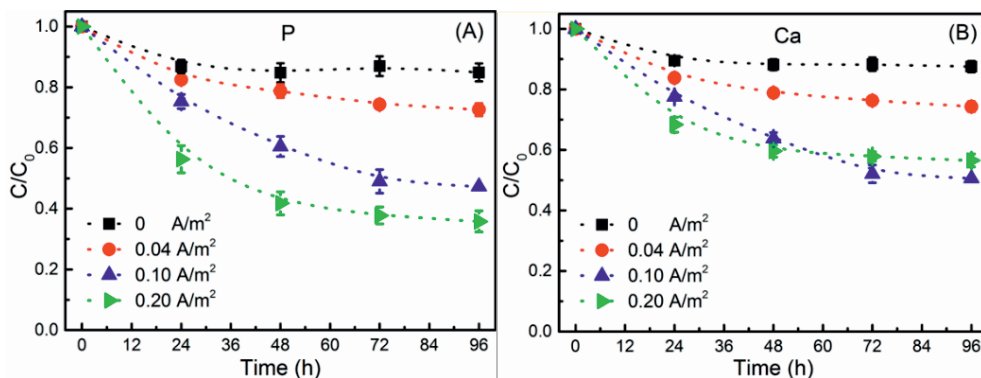 P (A)
C/C₀
1.0
0.8
0.6
0.4
0.2
0.0
0 A/m²
0.04 A/m²
0.10 A/m²
0.20 A/m²
0 12 24 36 48 60 72 84 96
Time (h)
Ca (B)
C/C₀
1.0
0.8
0.6
0.4
0.2
0.0
0 A/m²
0.04 A/m²
0.10 A/m²
0.20 A/m²
0 12 24 36 48 60 72 84 96
Time (h)